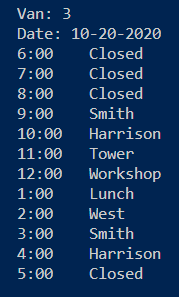 Van: 3
Date: 10-20-2020
6:00 Closed
7:00 Closed
8:00 Closed
9:00 Smith
10:00 Harrison
11:00 Tower
12:00 Workshop
1:00 Lunch
2:00 West
3:00 Smith
4:00 Harrison
5:00 Closed